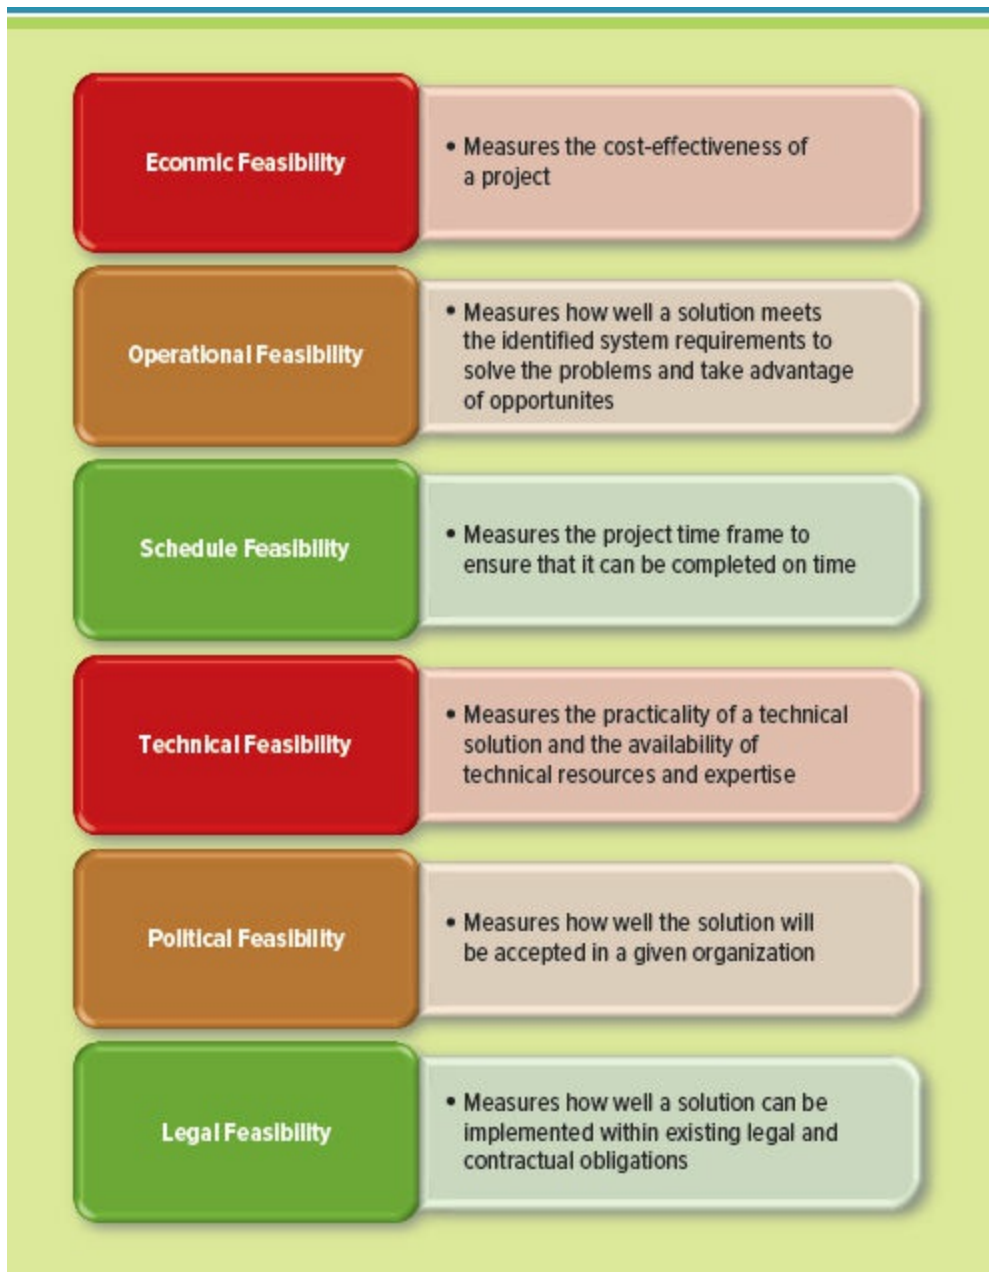 Econmic Feasibility
• Measures the cost-effectiveness of
a project
Operational Feasibility
• Measures how well a solution meets
the identified system requirements to
solve the problems and take advantage
of opportunites
Schedule Feasibility
• Measures the project time frame to
ensure that it can be completed on time
Technical Feasibility
• Measures the practicality of a technical
solution and the availability of
technical resources and expertise
Political Feasibility
• Measures how well the solution will
be accepted in a given organization
Legal Feasibility
• Measures how well a solution can be
implemented within existing legal and
contractual obligations